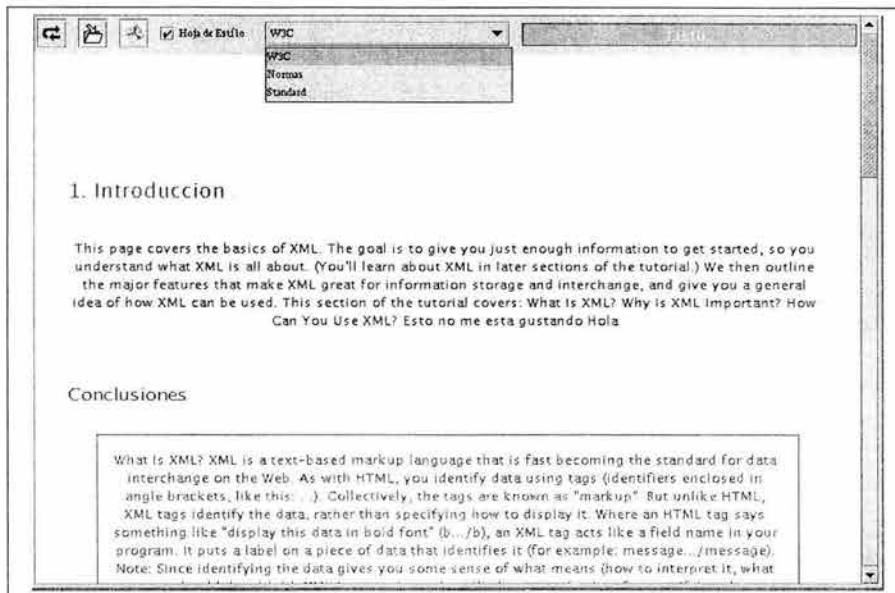 Hoja de Estilo W3C
W3C
Normas
Standard
1. Introduccion
This page covers the basics of XML. The goal is to give you just enough information to get started, so you
understand what XML is all about. (You'll learn about XML in later sections of the tutorial.) We then outline
the major features that make XML great for information storage and interchange, and give you a general
idea of how XML can be used. This section of the tutorial covers: What Is XML? Why Is XML Important? How
Can You Use XML? Esto no me esta gustando Hola
Conclusiones
What Is XML? XML is a text-based markup language that is fast becoming the standard for data
interchange on the Web. As with HTML, you identify data using tags (identifiers enclosed in
angle brackets, like this: ...). Collectively, the tags are known as "markup". But unlike HTML,
XML tags identify the data, rather than specifying how to display it. Where an HTML tag says
something like "display this data in bold font" (b.../b), an XML tag acts like a field name in your
program. It puts a label on a piece of data that identifies it (for example: message.../message).
Note: Since identifying the data gives you some sense of what means (how to interpret it, what